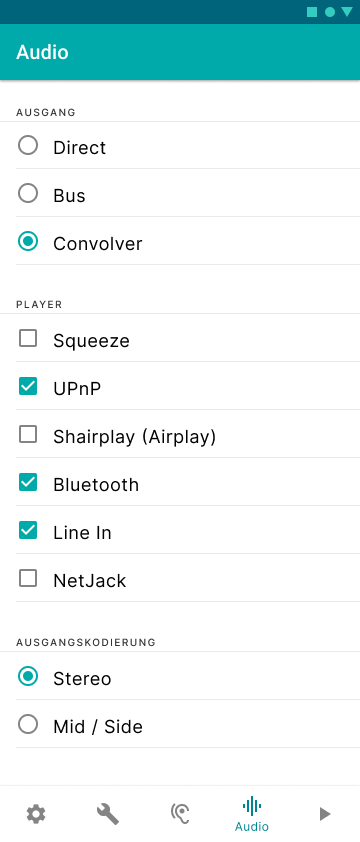 Audio
AUSGANG
Direct
Bus
Convolver
PLAYER
Squeeze
UPnP
Shairplay (Airplay)
Bluetooth
Line In
NetJack
AUSGANGSKODIERUNG
Stereo
Mid / Side
Audio